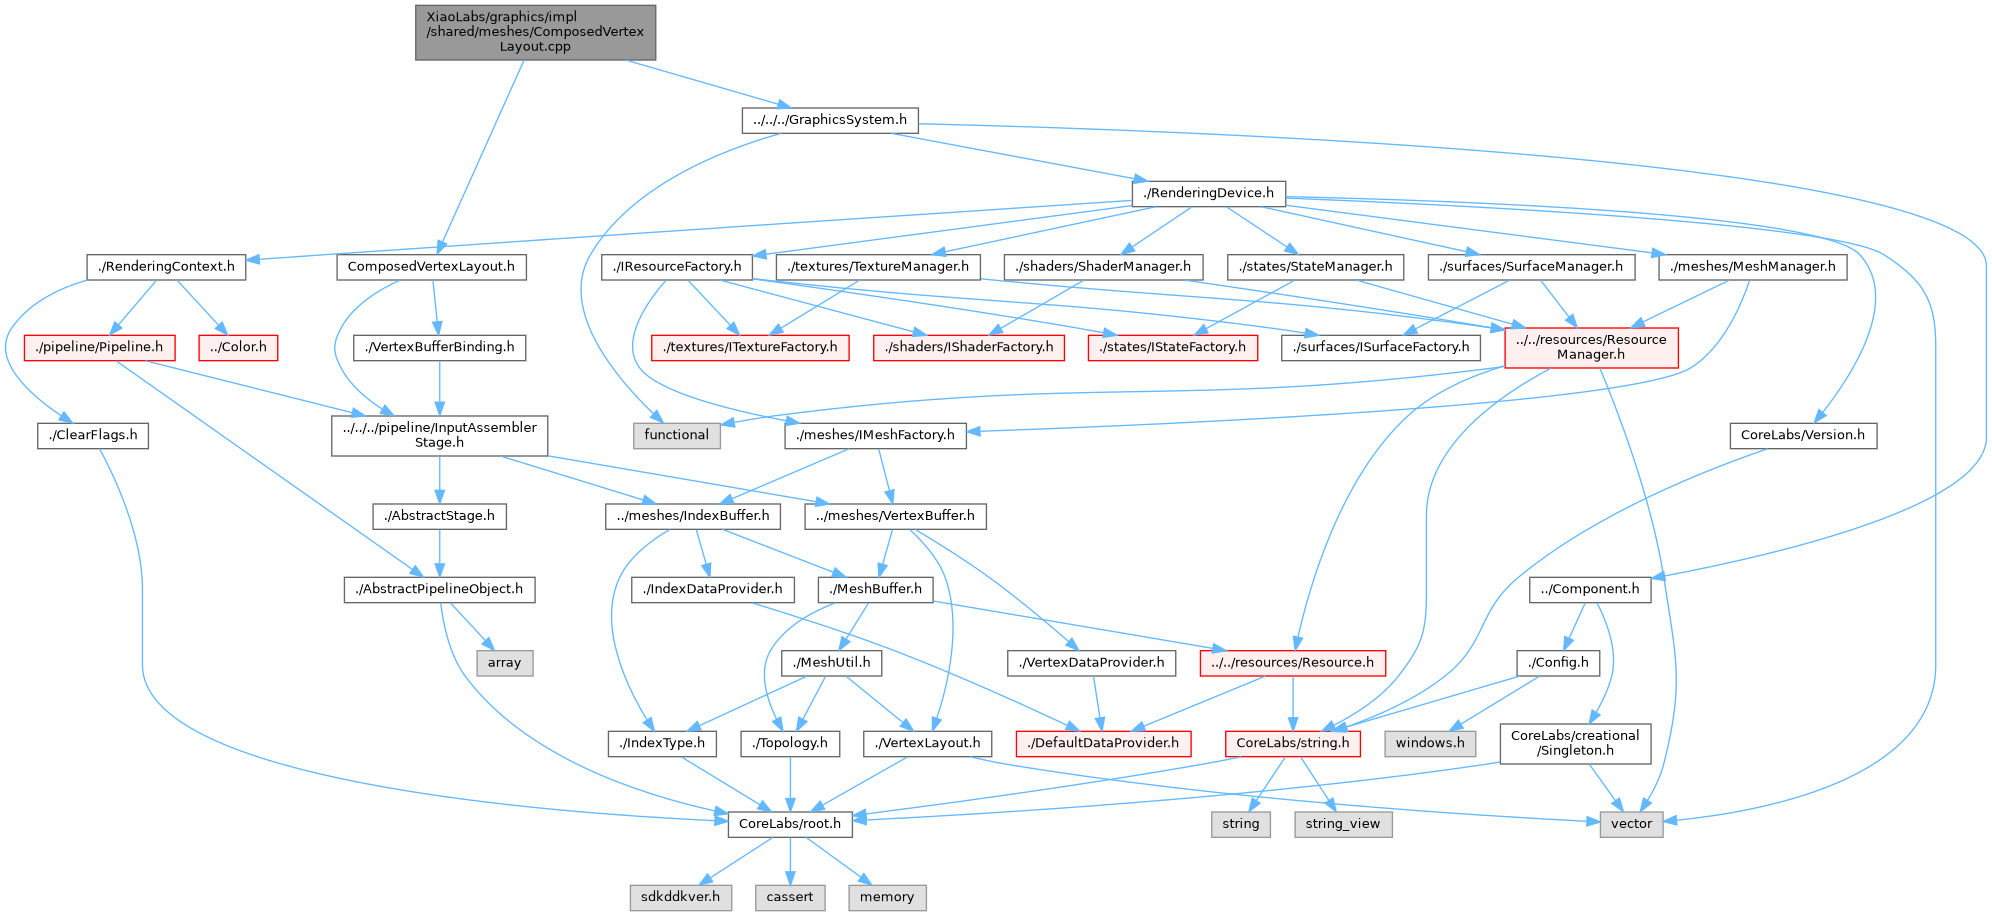 XiaoLabs/graphics/impl
/shared/meshes/ComposedVertex
Layout.cpp
../../../GraphicsSystem.h
./RenderingDevice.h
./RenderingContext.h
ComposedVertexLayout.h
./IResourceFactory.h
./textures/TextureManager.h
./shaders/ShaderManager.h
./states/StateManager.h
./surfaces/SurfaceManager.h
./meshes/MeshManager.h
./pipeline/Pipeline.h
../Color.h
./VertexBufferBinding.h
./textures/ITextureFactory.h
./shaders/IShaderFactory.h
./states/IStateFactory.h
./surfaces/ISurfaceFactory.h
../../resources/Resource
Manager.h
./ClearFlags.h
../../../pipeline/InputAssembler
Stage.h
functional
./meshes/IMeshFactory.h
CoreLabs/Version.h
./AbstractStage.h
../meshes/IndexBuffer.h
../meshes/VertexBuffer.h
./AbstractPipelineObject.h
./IndexDataProvider.h
./MeshBuffer.h
../Component.h
array
./MeshUtil.h
./VertexDataProvider.h
../../resources/Resource.h
./Config.h
./IndexType.h
./Topology.h
./VertexLayout.h
./DefaultDataProvider.h
CoreLabs/string.h
windows.h
CoreLabs/creational
/Singleton.h
CoreLabs/root.h
string
string_view
vector
sdkddkver.h
cassert
memory